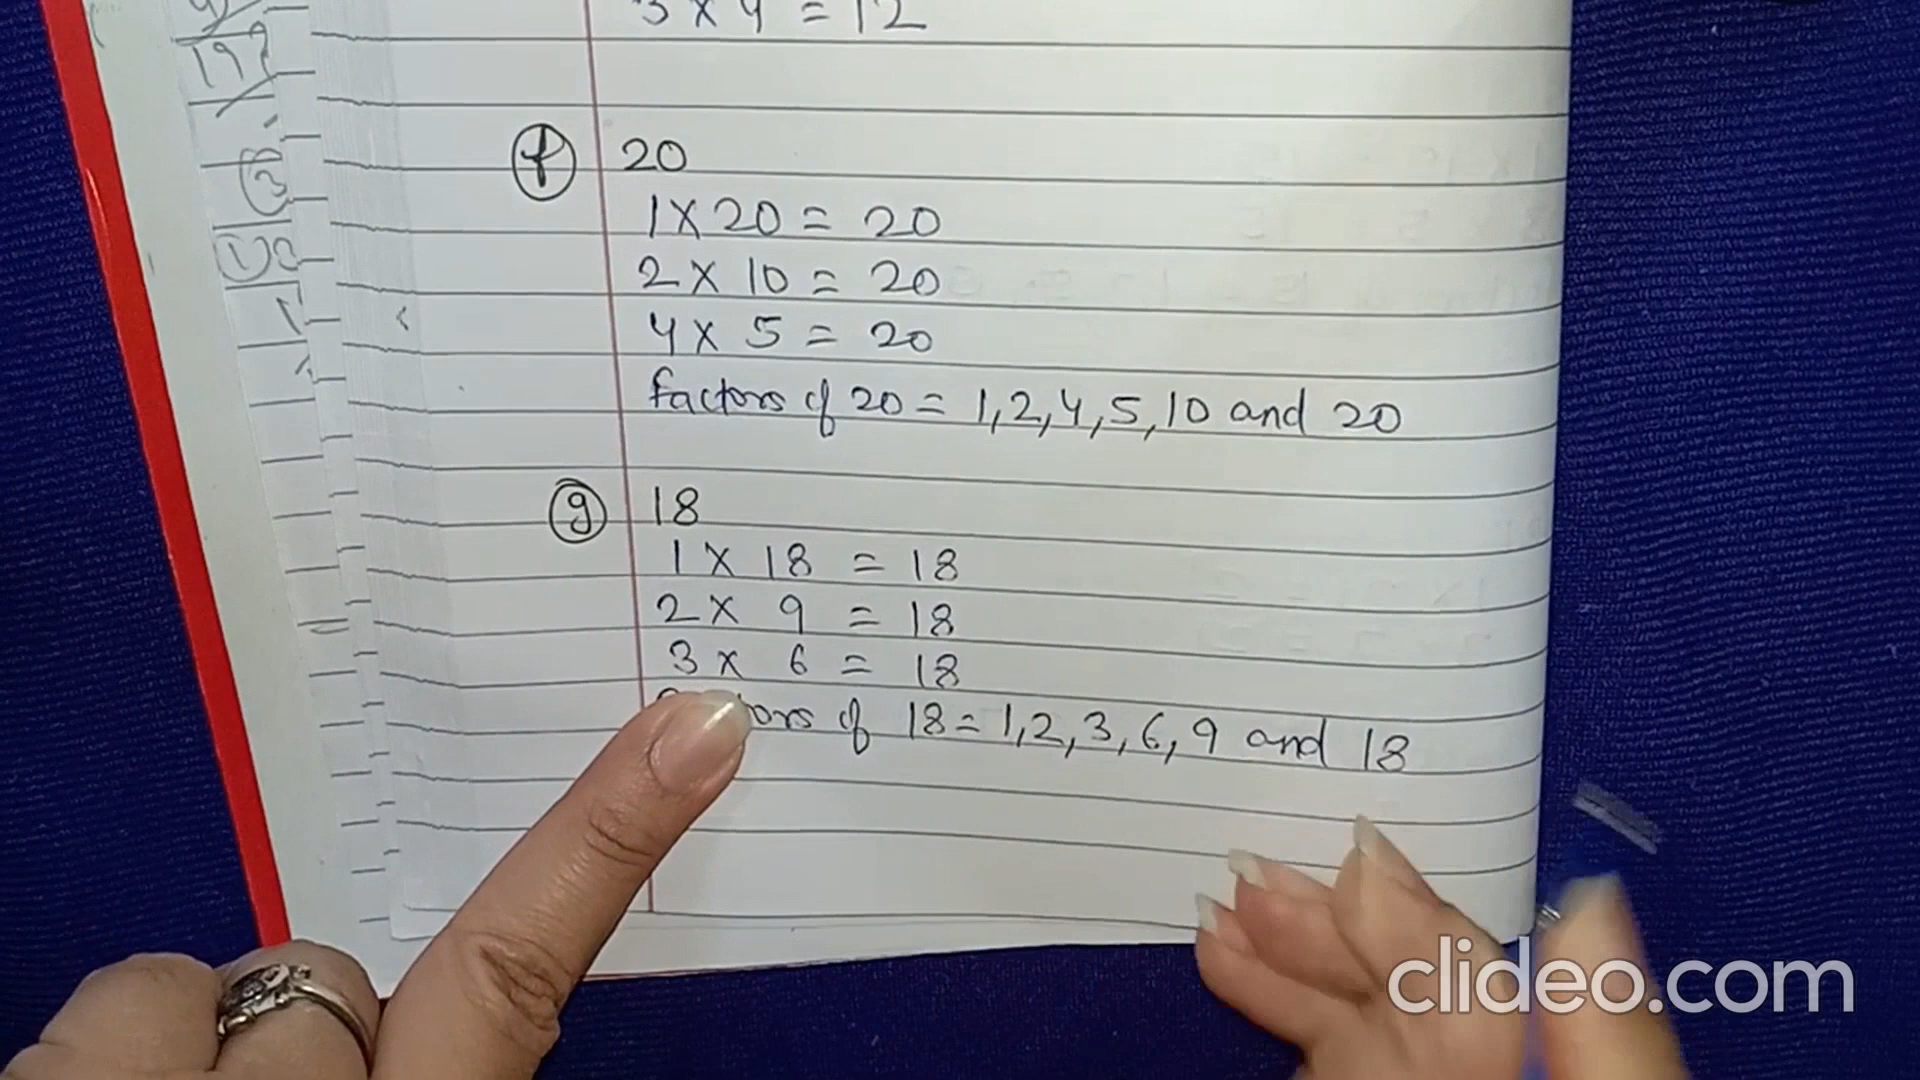 3 × 4 = 12
f 20
1 × 20 = 20
2 × 10 = 20
4 × 5 = 20
factors of 20 = 1, 2, 4, 5, 10 and 20
g 18
1 × 18 = 18
2 × 9 = 18
3 × 6 = 18
of 18 = 1, 2, 3, 6, 9 and 18
clideo.com